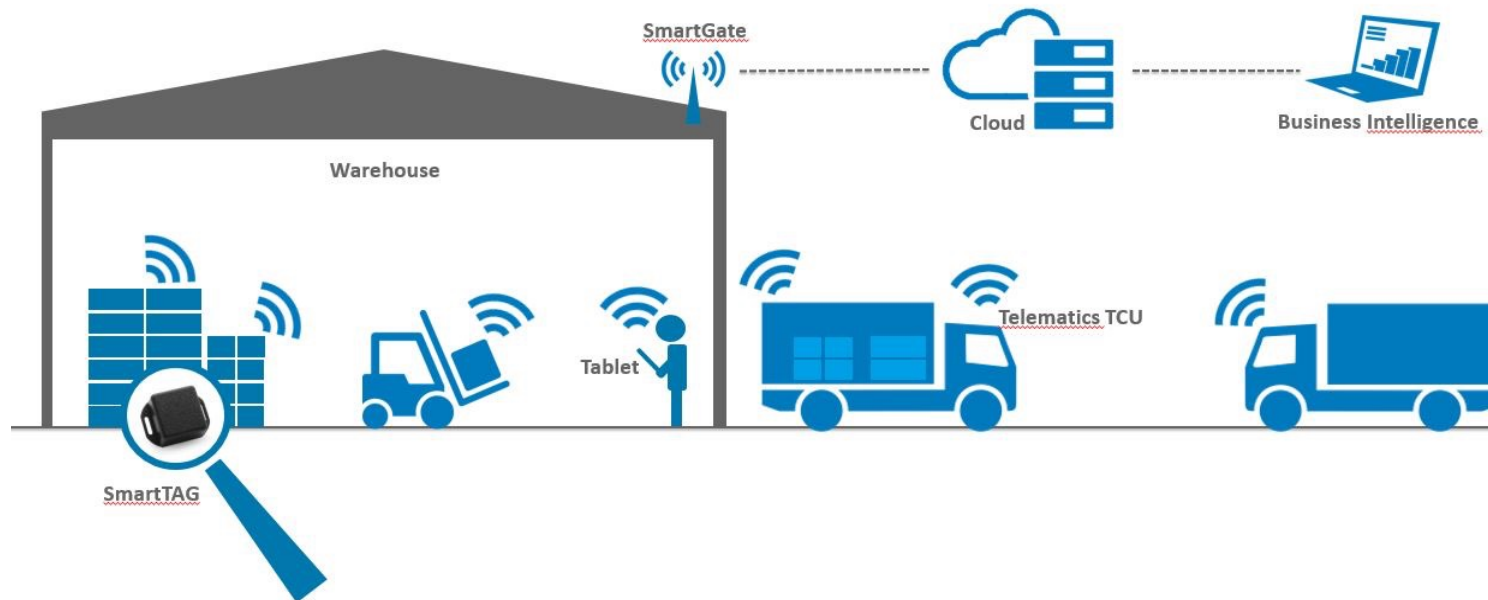 SmartGate
Cloud
Business Intelligence
Warehouse
Telematics TCU
Tablet
SmartTAG